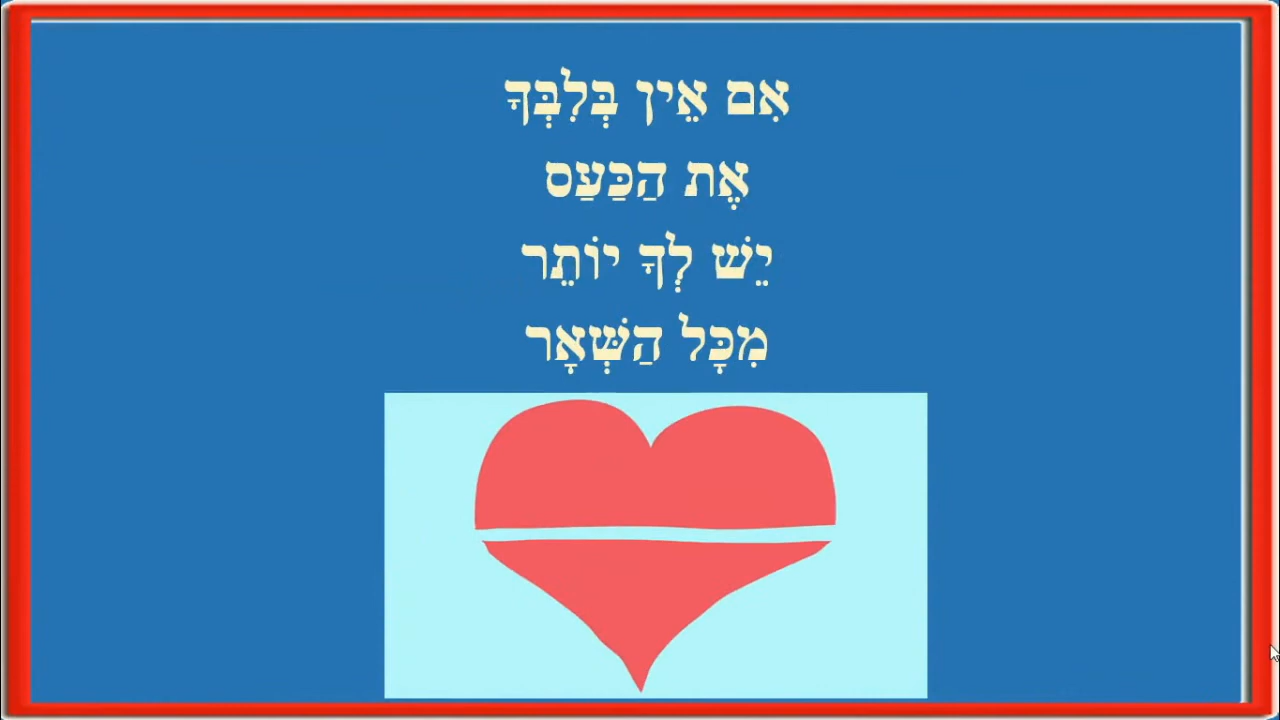 אִם אֵין בְּלִבְּךָ
אֶת הַכַּעַס
יֵשׁ לְךָ יוֹתֵר
מִכָּל הַשְּׁאָר